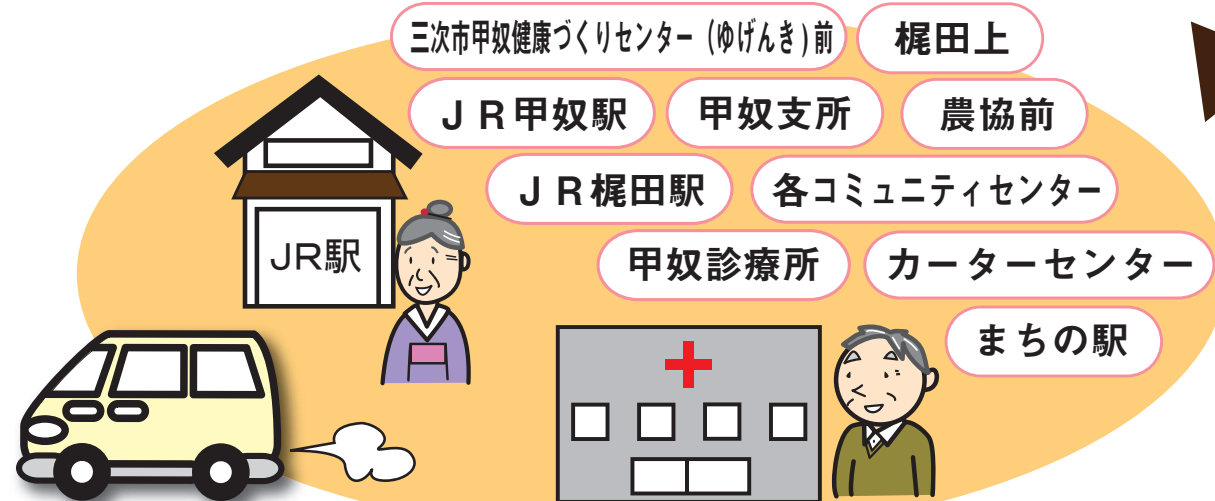 三次市甲奴健康づくりセンター（ゆげんき）前
梶田上
ＪＲ甲奴駅
甲奴支所
農協前
ＪＲ梶田駅
各コミュニティセンター
甲奴診療所
カーターセンター
まちの駅
JR駅